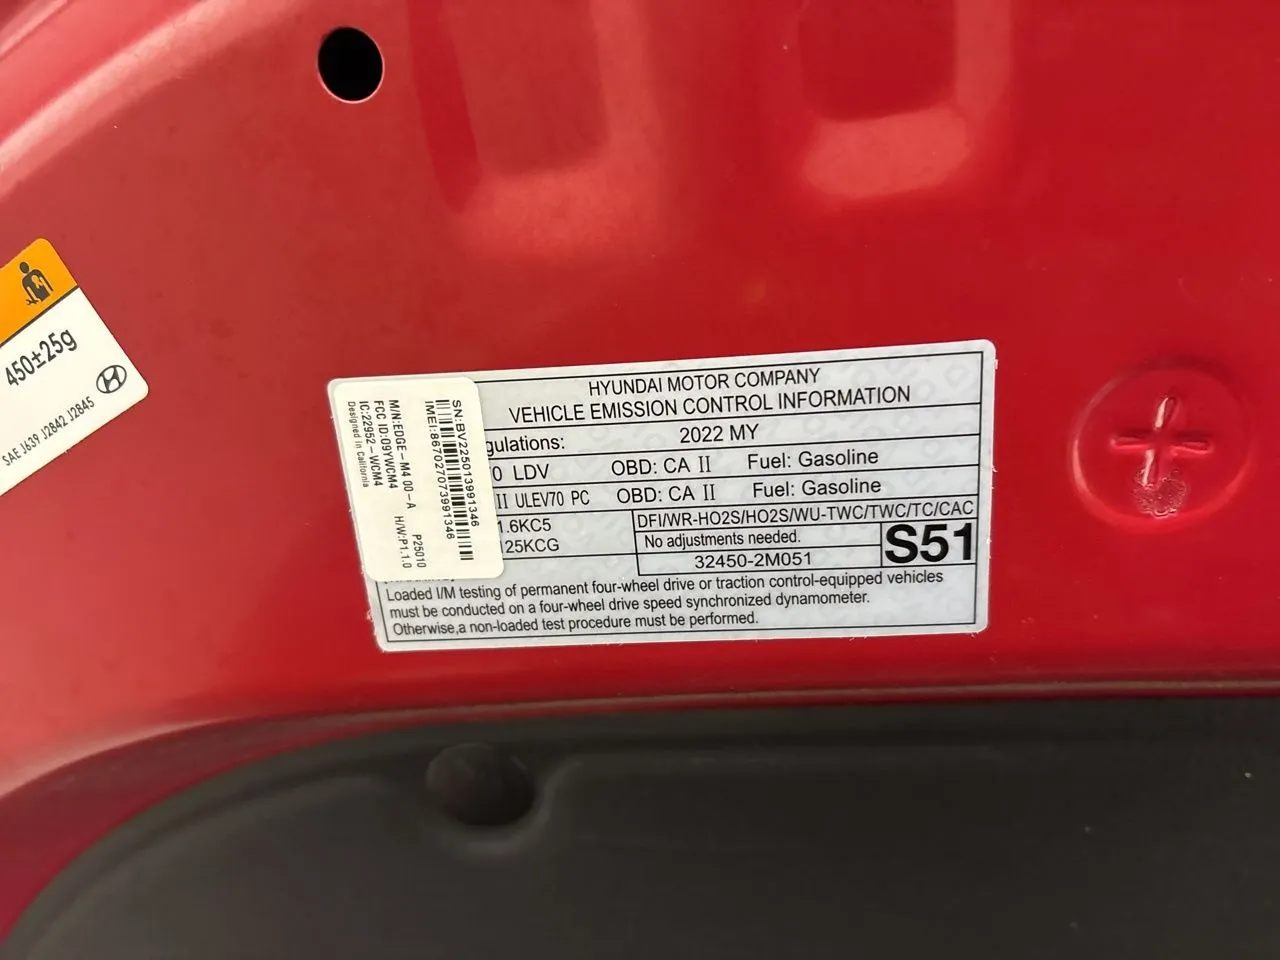 450±25g
SAE J639 J2842 J2845
HYUNDAI MOTOR COMPANY
VEHICLE EMISSION CONTROL INFORMATION
gulations: 2022 MY
0 LDV OBD: CA II Fuel: Gasoline
II ULEV70 PC OBD: CA II Fuel: Gasoline
1.6KC5 DFI/WR-HO2S/HO2S/WU-TWC/TWC/TC/CAC
25KCG No adjustments needed.
32450-2M051
S51
Loaded I/M testing of permanent four-wheel drive or traction control-equipped vehicles
must be conducted on a four-wheel drive speed synchronized dynamometer.
Otherwise,a non-loaded test procedure must be performed.
SN:BV225013991346
IMEI:867027073991346
P25010
M/N:EDGE-M4 00-A H/W:P1.1.0
FCC ID:09YWCM4
IC:22952-WCM4
Designed in California